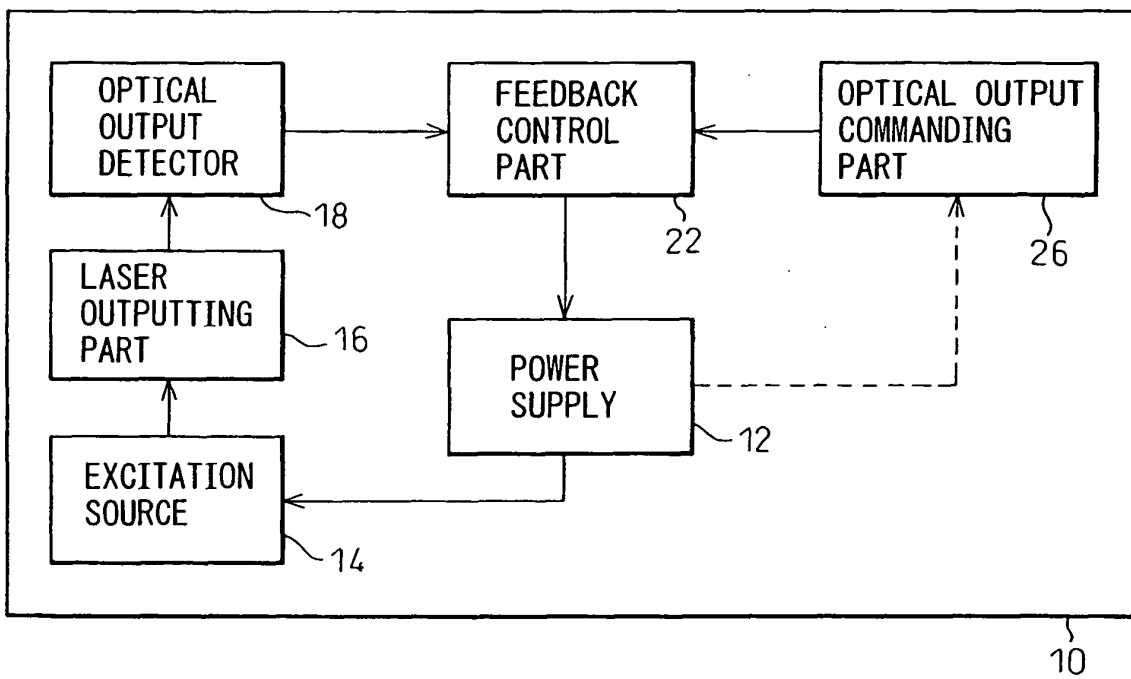 OPTICAL
OUTPUT
DETECTOR
18
FEEDBACK
CONTROL
PART
22
OPTICAL OUTPUT
COMMANDING
PART
26
LASER
OUTPUTTING
PART
16
POWER
SUPPLY
12
EXCITATION
SOURCE
14
10